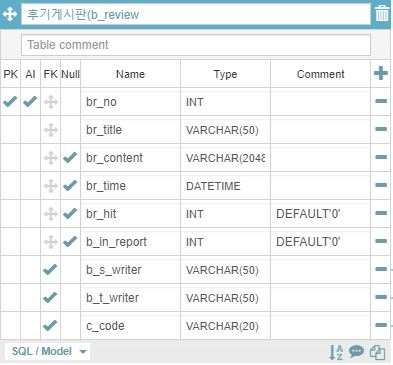 후기게시판(b_review
Table comment
PK AI FK Null Name Type Comment
br_no INT
br_title VARCHAR(50)
br_content VARCHAR(2048
br_time DATETIME
br_hit INT DEFAULT'0'
b_in_report INT DEFAULT'0'
b_s_writer VARCHAR(50)
b_t_writer VARCHAR(50)
c_code VARCHAR(20)
SQL / Model